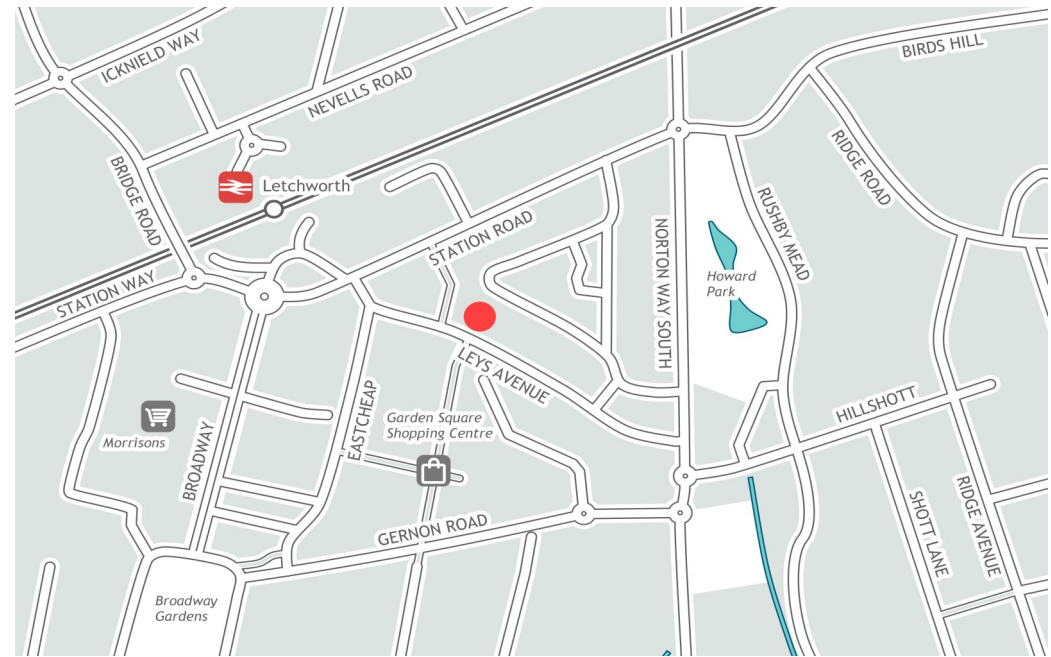 ICKNIELD WAY
BIRDS HILL
NEVELLS ROAD
RIDGE ROAD
BRIDGE ROAD
Letchworth
RUSHBY MEAD
STATION ROAD
NORTON WAY SOUTH
Howard
Park
STATION WAY
LEYS AVENUE
EASTCHEAP
Garden Square
Shopping Centre
HILLSHOTT
Morrisons
BROADWAY
GERNON ROAD
SHOTT LANE
RIDGE AVENUE
Broadway
Gardens